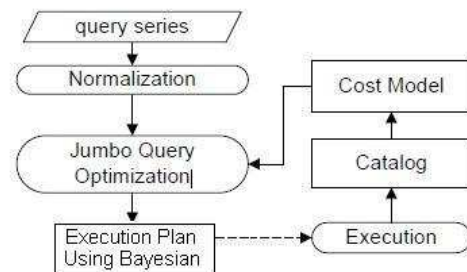 query series
Normalization
Cost Model
Jumbo Query
Optimization
Catalog
Execution Plan
Using Bayesian
Execution